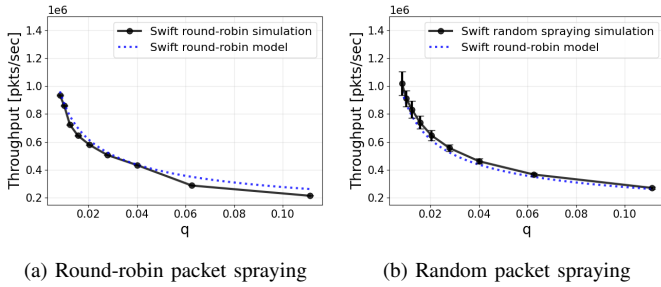 1e6
1.4
1.2
1.0
0.8
0.6
0.4
0.2
Throughput [pkts/sec]
Swift round-robin simulation
Swift round-robin model
0.02 0.04 0.06 0.08 0.10
q
(a) Round-robin packet spraying
1e6
1.4
1.2
1.0
0.8
0.6
0.4
0.2
Throughput [pkts/sec]
Swift random spraying simulation
Swift round-robin model
0.02 0.04 0.06 0.08 0.10
q
(b) Random packet spraying